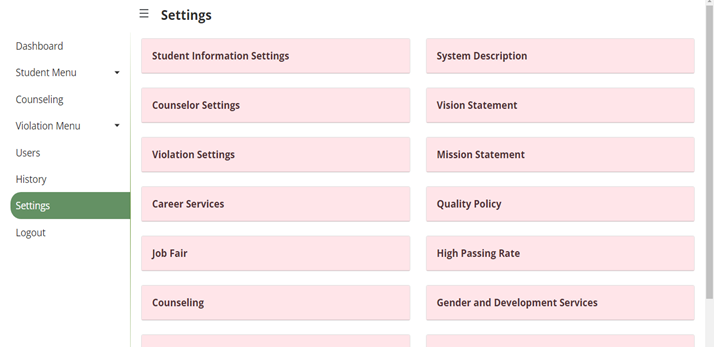 Settings
Dashboard
Student Menu
Counseling
Violation Menu
Users
History
Settings
Logout
Student Information Settings
System Description
Counselor Settings
Vision Statement
Violation Settings
Mission Statement
Career Services
Quality Policy
Job Fair
High Passing Rate
Counseling
Gender and Development Services